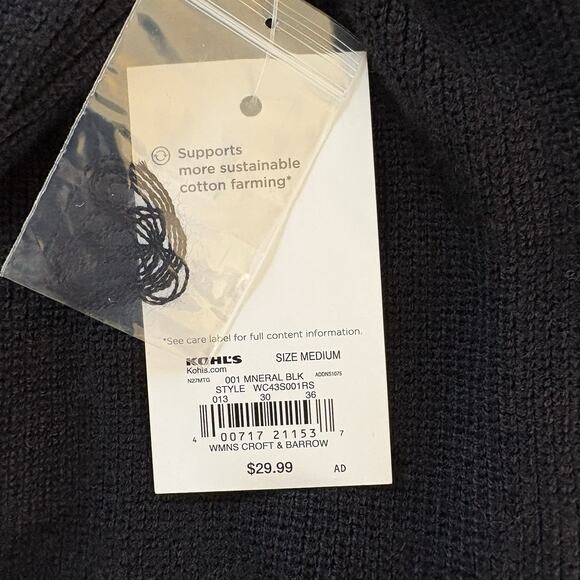 Supports
more sustainable
cotton farming*
*See care label for full content information.
KOHL'S SIZE MEDIUM
Kohls.com
N27MTG 001 MNERAL BLK ADDNS1075
STYLE WC43S001RS
013 30 36
4 00717 21153 7
WMNS CROFT & BARROW
$29.99 AD